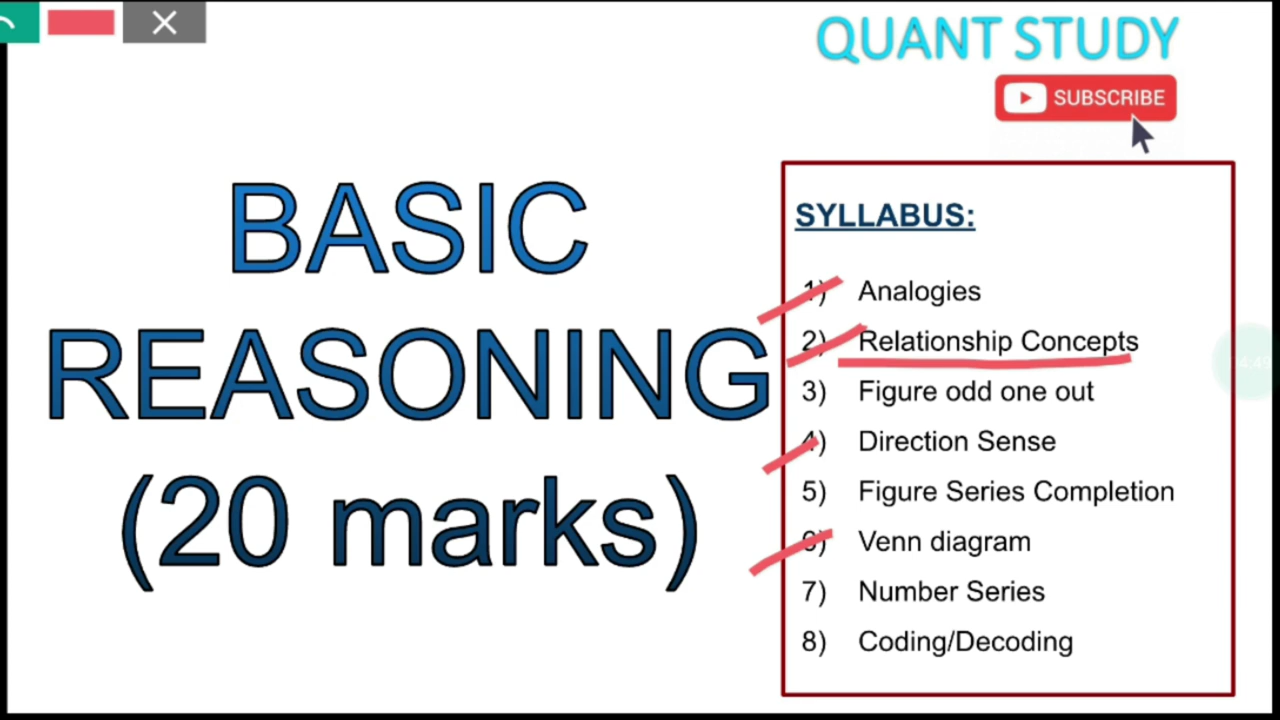 QUANT STUDY
SUBSCRIBE
BASIC
REASONING
(20 marks)
SYLLABUS:
1) Analogies
2) Relationship Concepts
3) Figure odd one out
4) Direction Sense
5) Figure Series Completion
6) Venn diagram
7) Number Series
8) Coding/Decoding